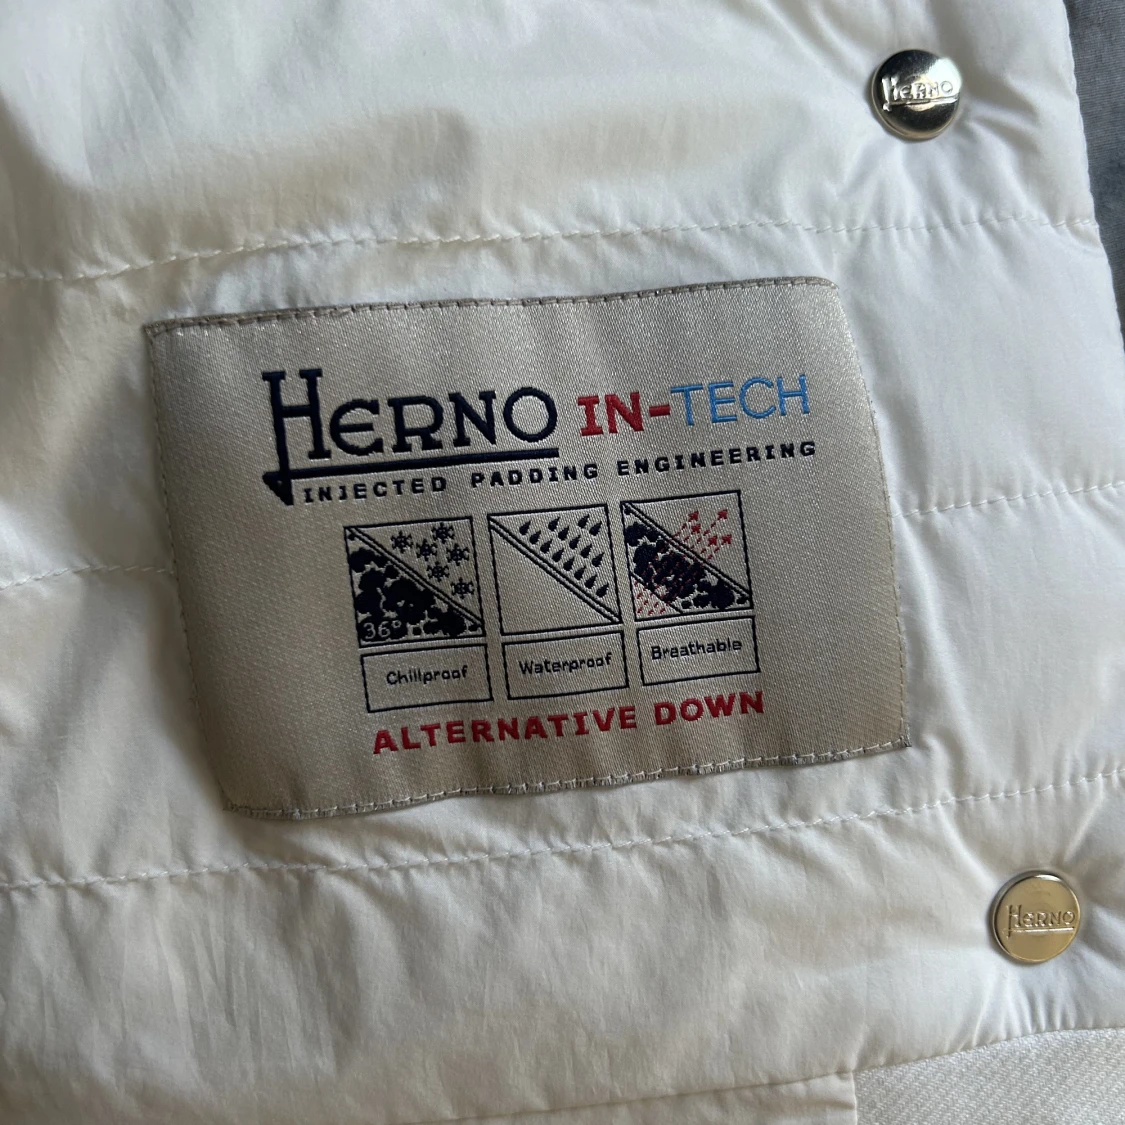 HERNO
HERNO IN-TECH
INJECTED PADDING ENGINEERING
36°
Chillproof Waterproof Breathable
ALTERNATIVE DOWN
HERNO